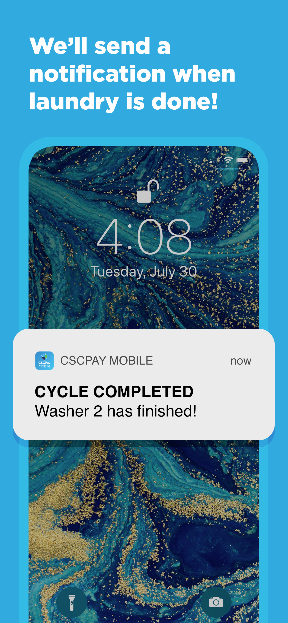 We'll send a
notification when
laundry is done!
4:08
Tuesday, July 30
CSCPAY MOBILE
now
CYCLE COMPLETED
Washer 2 has finished!